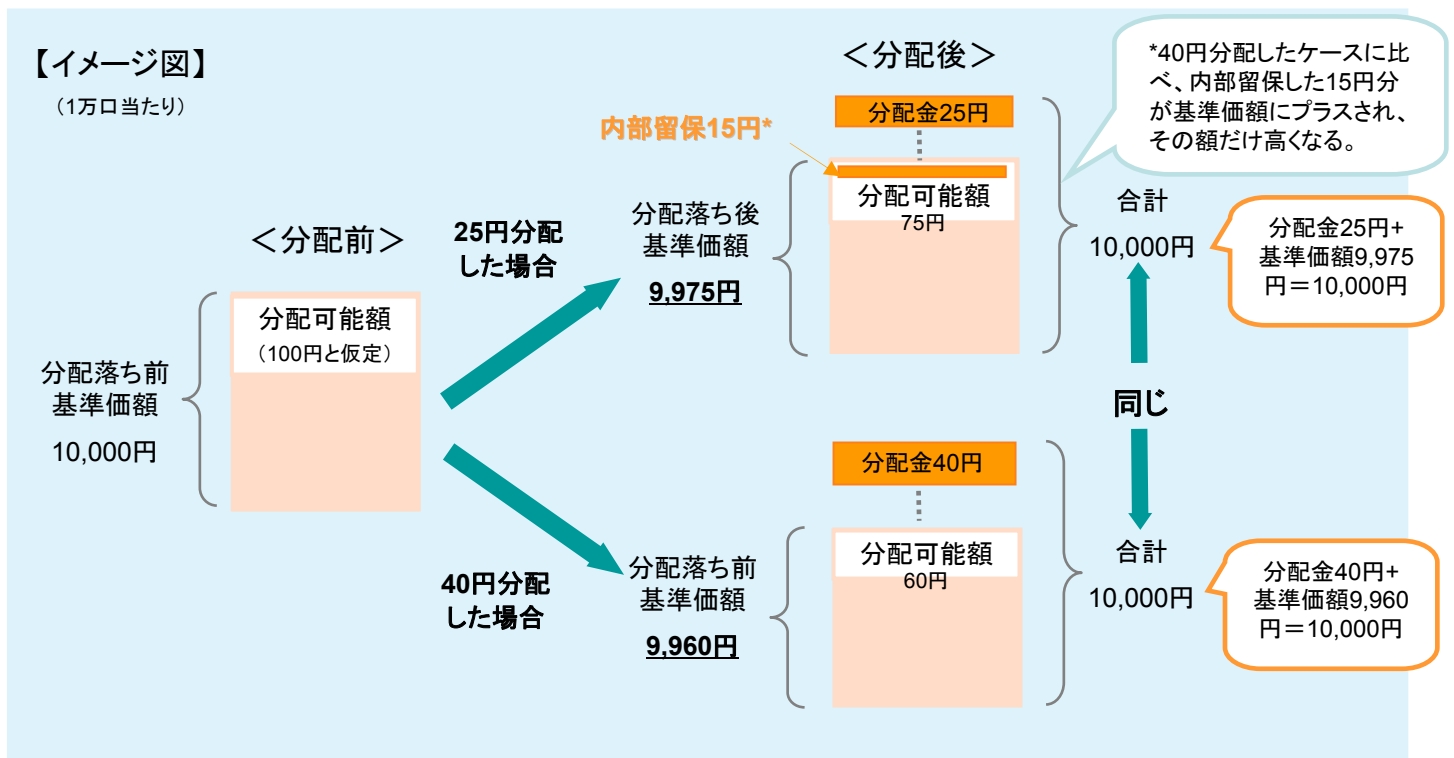 【イメージ図】
（1万口当たり）
＜分配前＞
分配落ち前
基準価額
10,000円
分配可能額
（100円と仮定）
25円分配
した場合
40円分配
した場合
＜分配後＞
内部留保15円*
分配金25円
分配落ち後
基準価額
9,975円
分配可能額
75円
*40円分配したケースに比
べ、内部留保した15円分
が基準価額にプラスされ、
その額だけ高くなる。
合計
10,000円
分配金25円+
基準価額9,975
円＝10,000円
同じ
分配金40円
分配落ち前
基準価額
9,960円
分配可能額
60円
合計
10,000円
分配金40円+
基準価額9,960
円＝10,000円